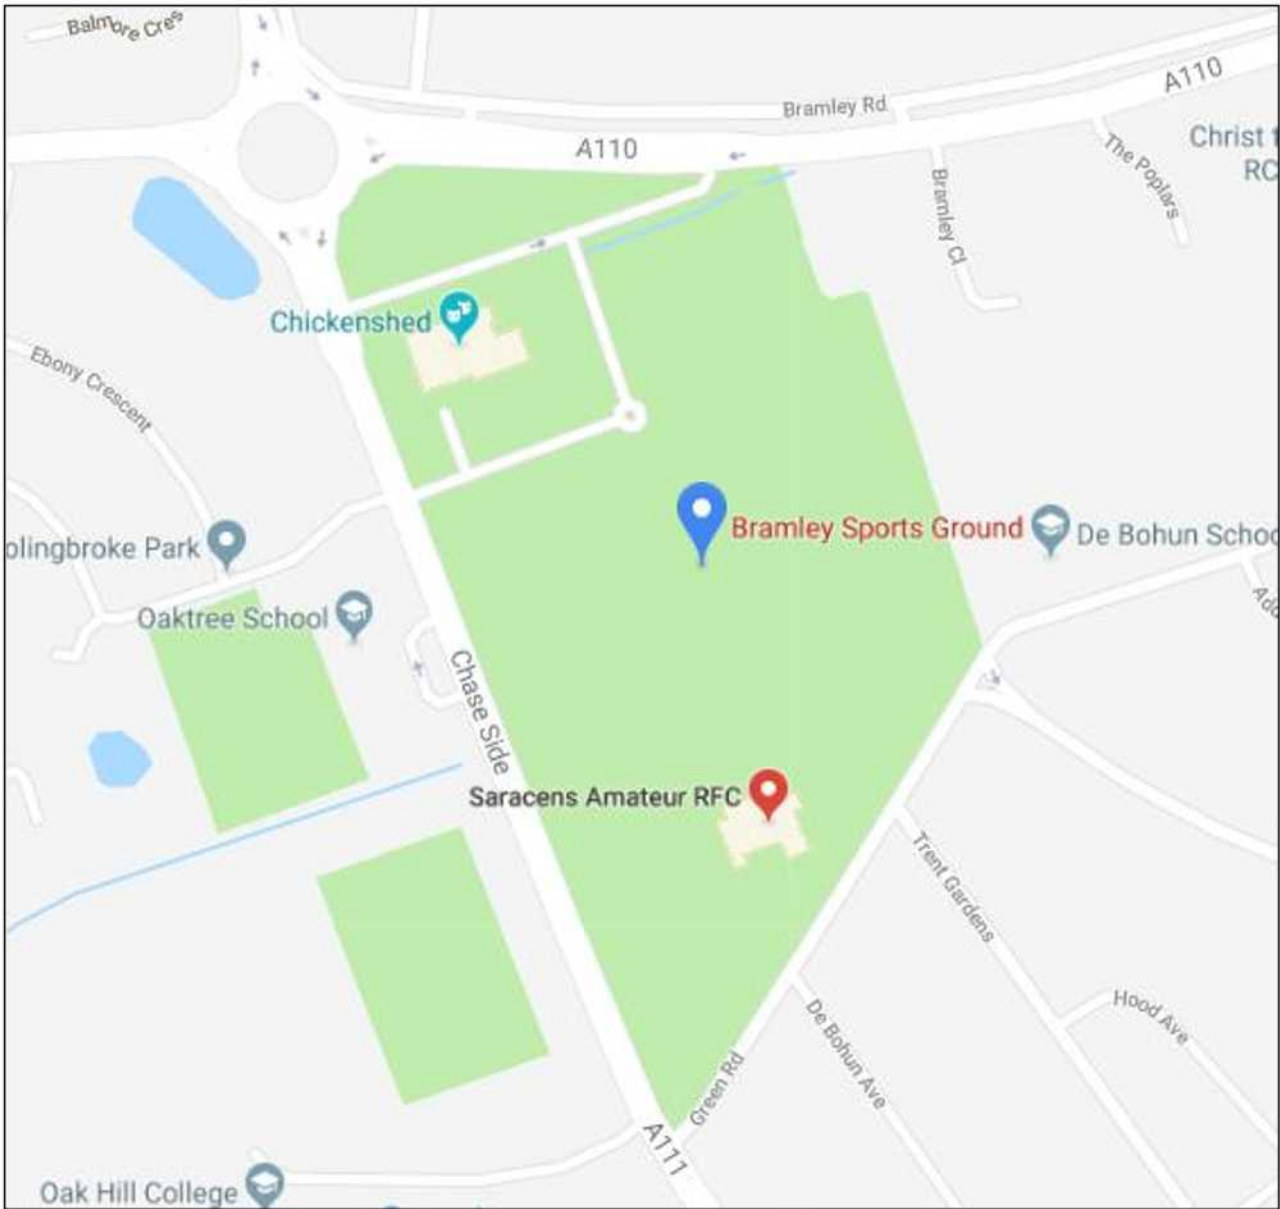 Balmore Cres
A110
Bramley Rd
A110
Christ t
RC
The Poplars
Bramley Cl
Chickenshed
Ebony Crescent
Bramley Sports Ground
De Bohun Schoo
olingbroke Park
Oaktree School
Add
Chase Side
Saracens Amateur RFC
Trent Gardens
Hood Ave
De Bohun Ave
Green Rd
A111
Oak Hill College